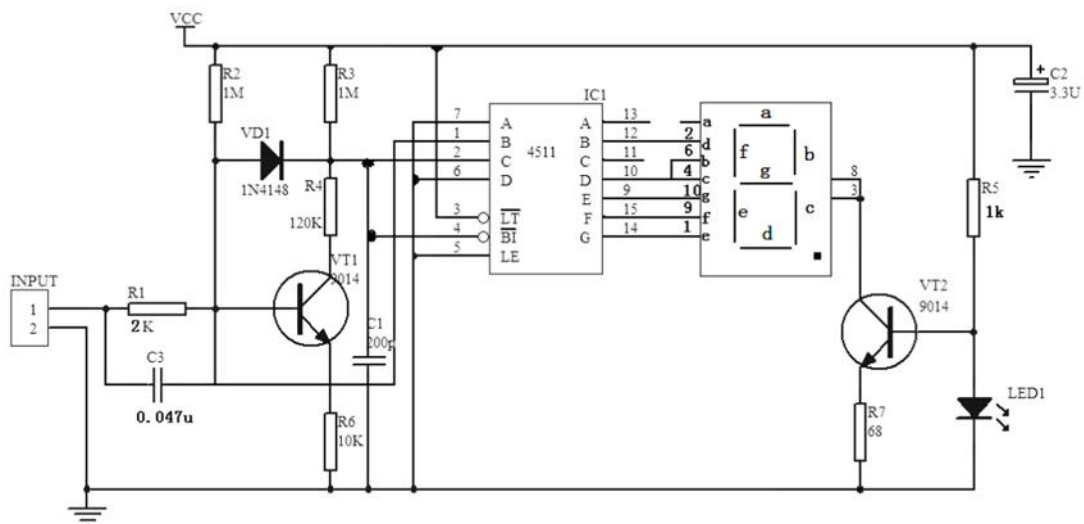 VCC
R2
1M
R3
1M
C2
+
3.3U
VD1
1N4148
R4
120K
IC1
4511
7 A A 13 a
1 B B 12 2 d
2 C C 11 6 b
6 D D 10 4 c
E 9 10 g
3 LT F 15 9 f
4 BI G 14 1 e
5 LE
a
f b
g
e c
d
8
3
R5
1k
VT1
9014
VT2
9014
INPUT
1
2
R1
2K
C3
0.047u
C1
200p
R6
10K
R7
68
LED1